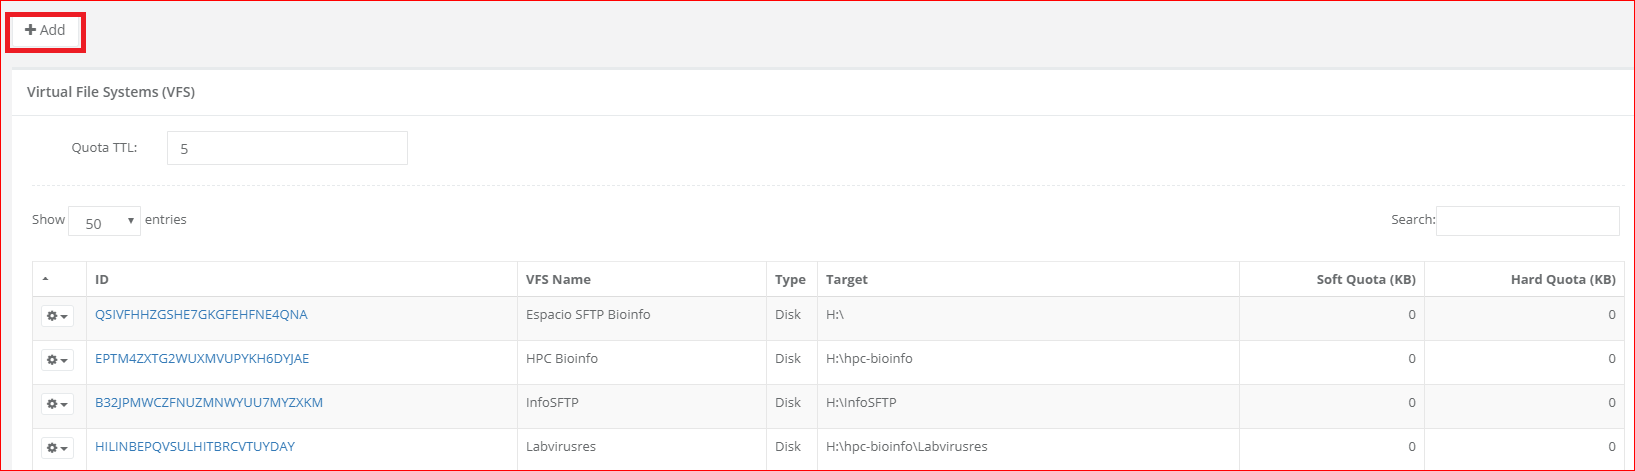 Add
Virtual File Systems (VFS)
Quota TTL: 5
Show 50 entries Search:
ID VFS Name Type Target Soft Quota (KB) Hard Quota (KB)
QSIVFHHZGSHE7GKGFEHFNE4QNA Espacio SFTP Bioinfo Disk H:\ 0 0
EPTM4ZXTG2WUXMVUPYKH6DYJAE HPC Bioinfo Disk H:\hpc-bioinfo 0 0
B32JPMWCZFNUZMNWYUU7MYZXKM InfoSFTP Disk H:\InfoSFTP 0 0
HILINBEPQVSULHITBRCVTUYDAY Labvirusres Disk H:\hpc-bioinfo\Labvirusres 0 0